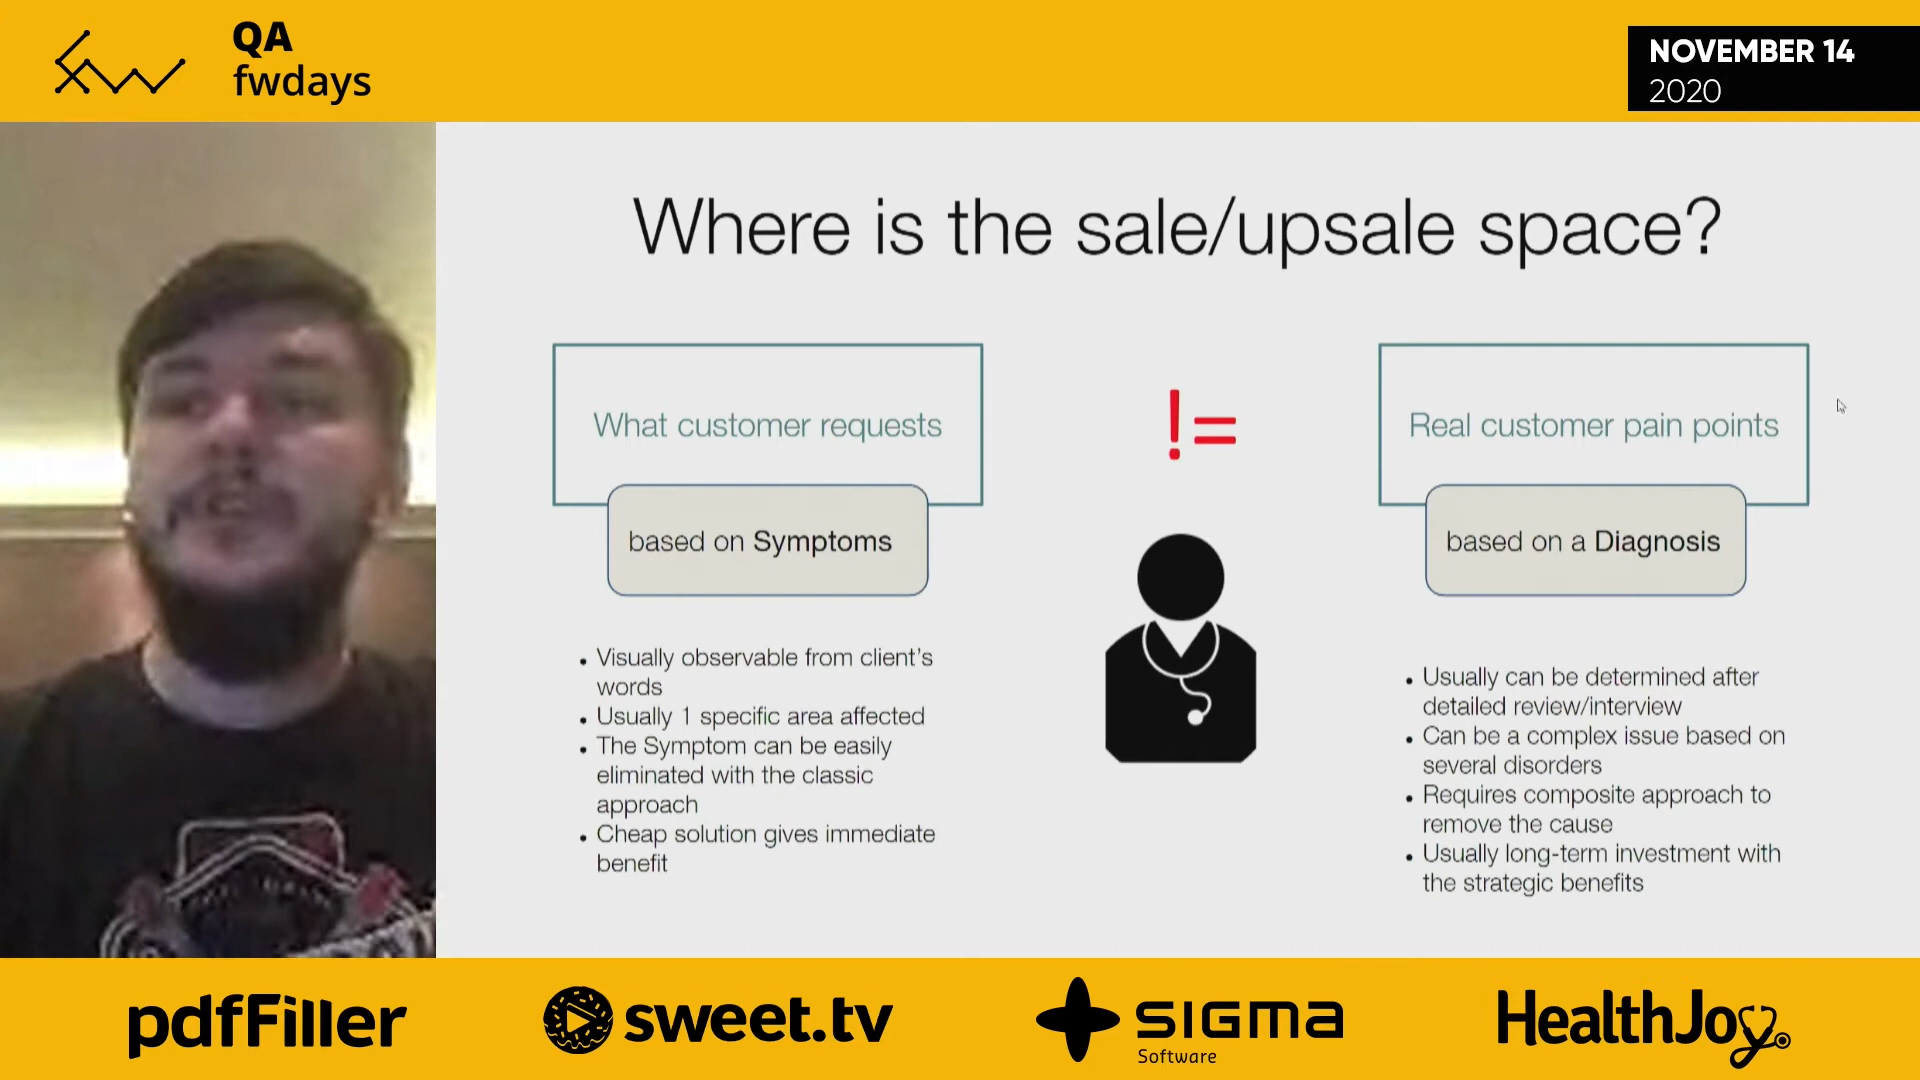 QA
fwdays
NOVEMBER 14
2020
Where is the sale/upsale space?
What customer requests
!=
Real customer pain points
based on Symptoms
based on a Diagnosis
• Visually observable from client's
words
• Usually 1 specific area affected
• The Symptom can be easily
eliminated with the classic
approach
• Cheap solution gives immediate
benefit
• Usually can be determined after
detailed review/interview
• Can be a complex issue based on
several disorders
• Requires composite approach to
remove the cause
• Usually long-term investment with
the strategic benefits
pdfFiller
sweet.tv
SIGMA
Software
HealthJoy